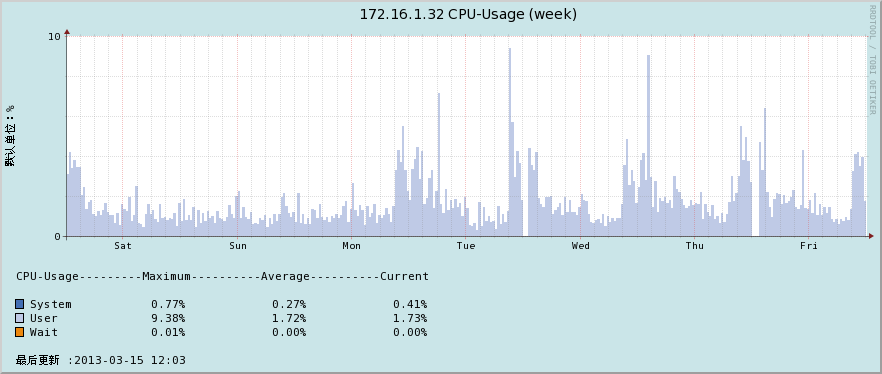 172.16.1.32 CPU-Usage (week)
RRDTOOL / TOBI OETIKER
10
默认单位：%
0
Sat Sun Mon Tue Wed Thu Fri
CPU-Usage---------Maximum----------Average----------Current
System 0.77% 0.27% 0.41%
User 9.38% 1.72% 1.73%
Wait 0.01% 0.00% 0.00%
最后更新 :2013-03-15 12:03